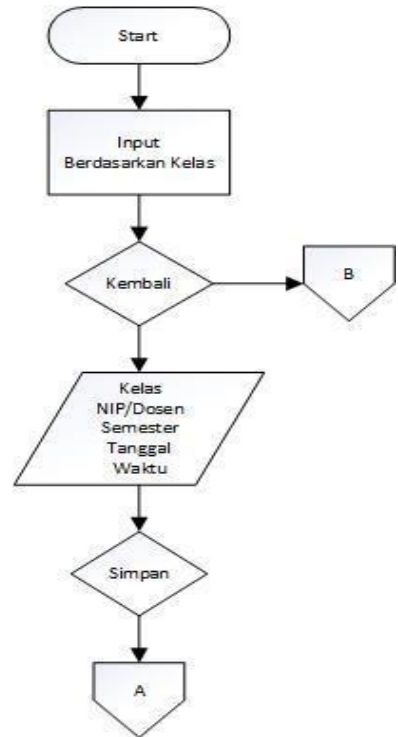 Start
Input
Berdasarkan Kelas
Kembali
B
Kelas
NIP/Dosen
Semester
Tanggal
Waktu
Simpan
A